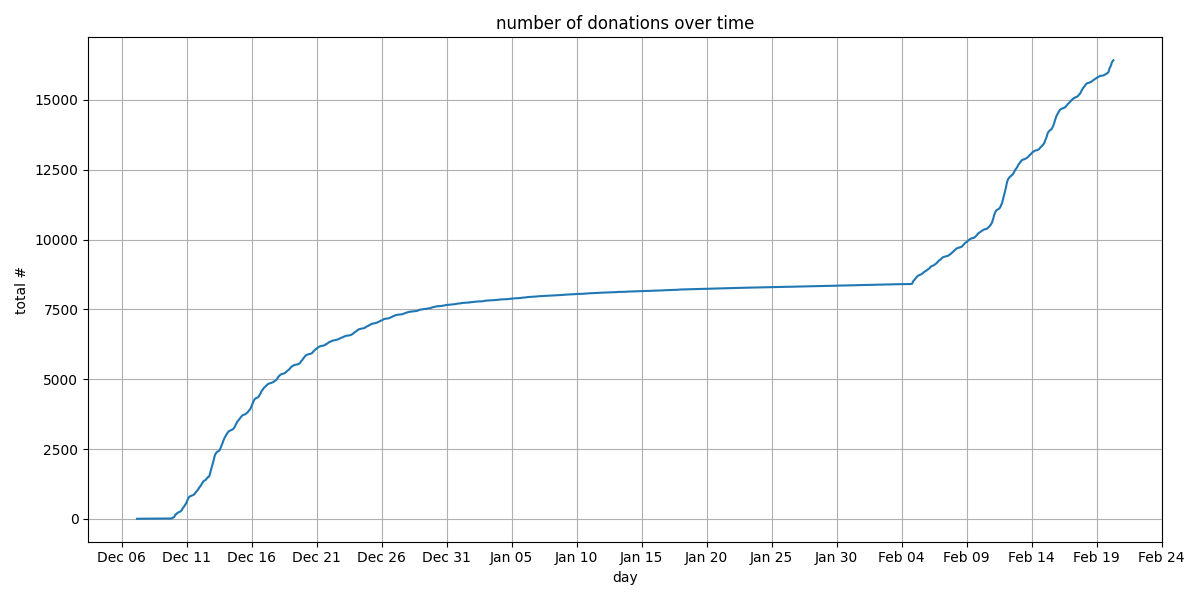 number of donations over time
total #
15000
12500
10000
7500
5000
2500
0
Dec 06 Dec 11 Dec 16 Dec 21 Dec 26 Dec 31 Jan 05 Jan 10 Jan 15 Jan 20 Jan 25 Jan 30 Feb 04 Feb 09 Feb 14 Feb 19 Feb 24
day